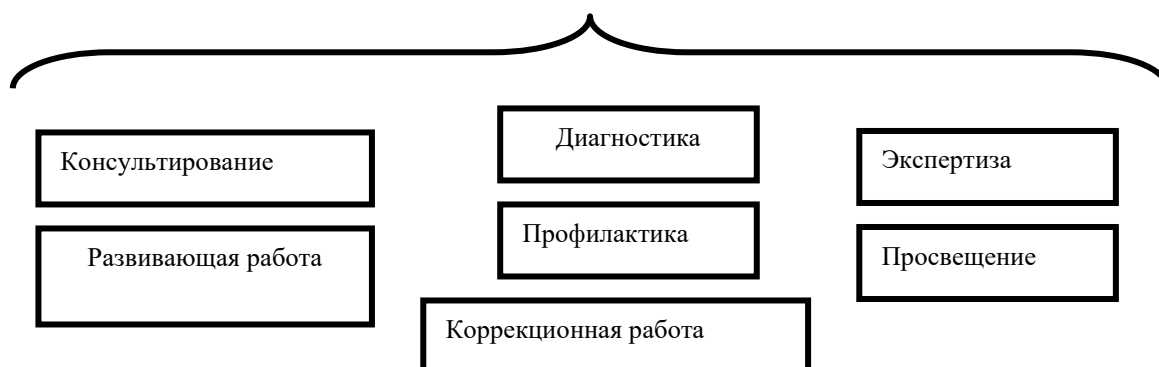 Консультирование
Развивающая работа
Диагностика
Профилактика
Коррекционная работа
Экспертиза
Просвещение